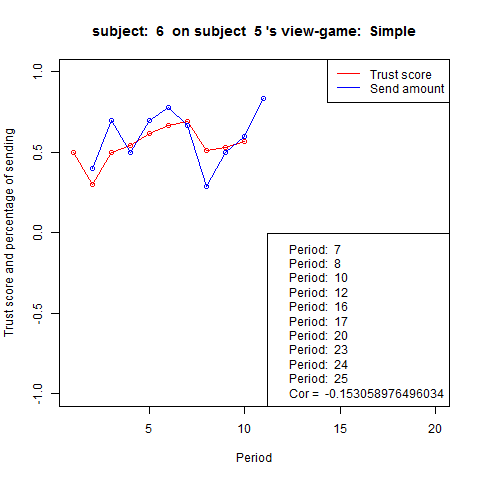 subject:  6  on subject  5 's view-game:  Simple
Trust score
Send amount
Trust score and percentage of sending
1.0
0.5
0.0
-0.5
-1.0
Period:  7
Period:  8
Period:  10
Period:  12
Period:  16
Period:  17
Period:  20
Period:  23
Period:  24
Period:  25
Cor =  -0.153058976496034
5 10 15 20
Period